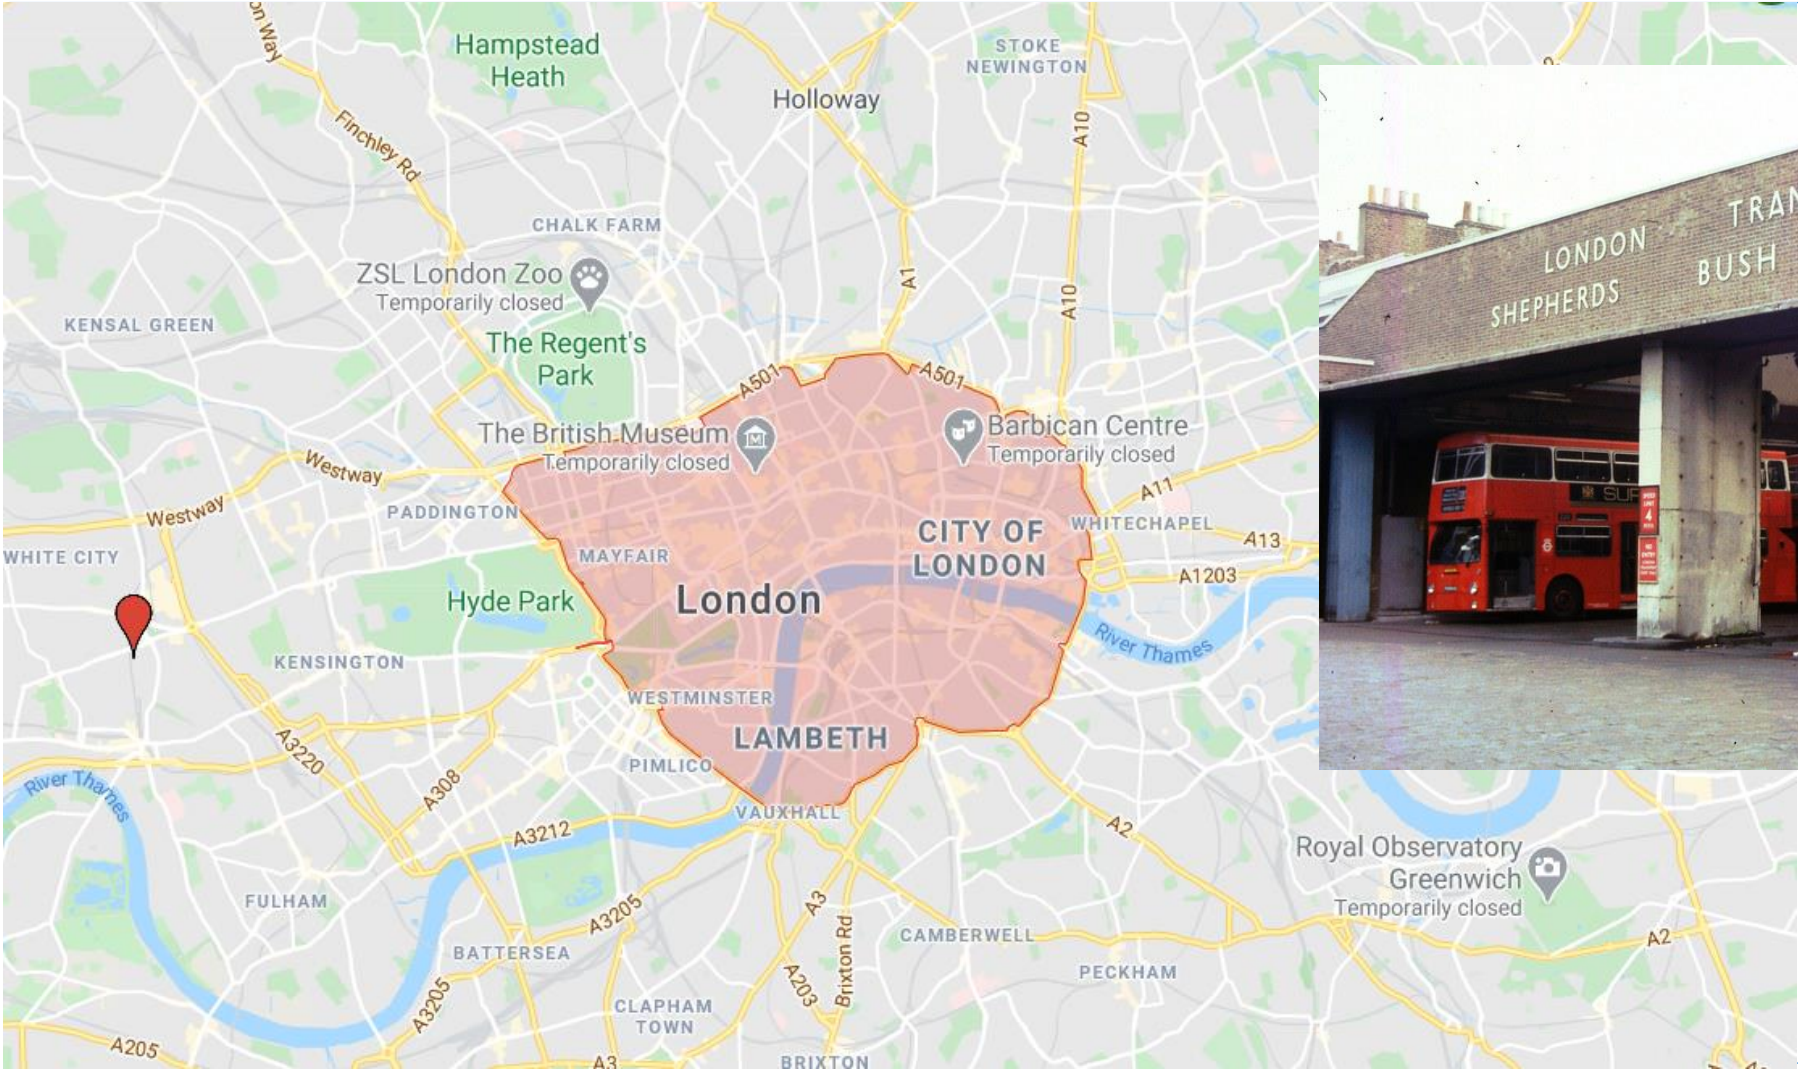 on Way
Hampstead
Heath
STOKE
NEWINGTON
Holloway
Finchley Rd
A10
CHALK FARM
ZSL London Zoo
Temporarily closed
A1
A10
KENSAL GREEN
The Regent's
Park
A501
A501
The British Museum
Temporarily closed
Barbican Centre
Temporarily closed
Westway
Westway
A11
PADDINGTON
CITY OF
LONDON
WHITECHAPEL
A13
WHITE CITY
MAYFAIR
A1203
Hyde Park
London
River Thames
KENSINGTON
WESTMINSTER
LAMBETH
A3220
PIMLICO
River Thames
A308
VAUXHALL
A3212
A2
Royal Observatory
Greenwich
Temporarily closed
FULHAM
A3205
A3
BATTERSEA
CAMBERWELL
A2
PECKHAM
A203
Brixton Rd
A3205
CLAPHAM
TOWN
A205
A3
BRIXTON
LONDON TRAN
SHEPHERDS BUSH
SUP
4